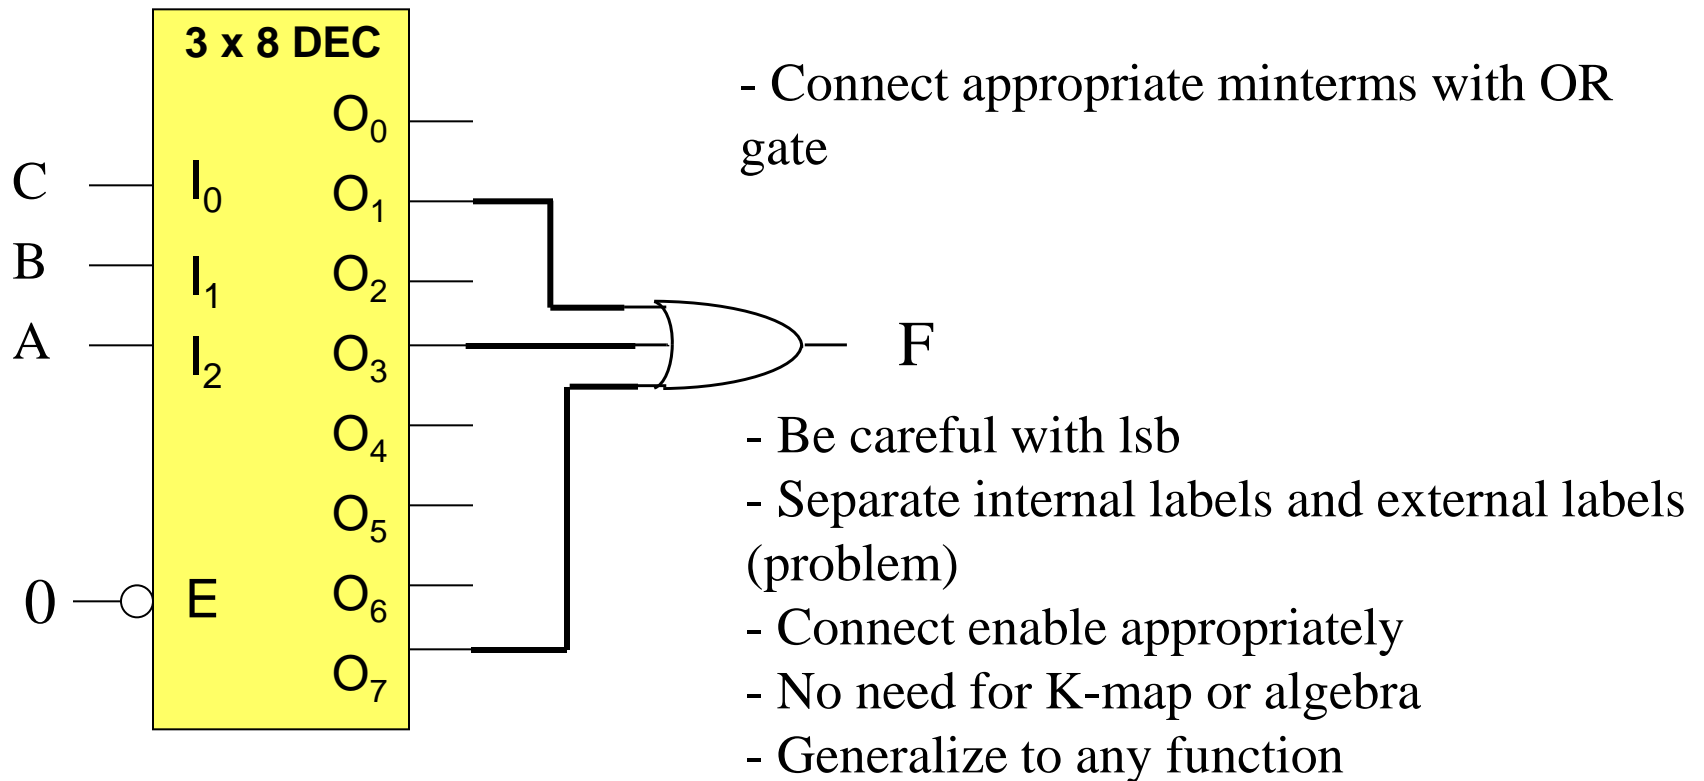 3 x 8 DEC
- Connect appropriate minterms with OR
gate
O0
C
I0
O1
B
I1
O2
A
I2
O3
F
O4
- Be careful with lsb
- Separate internal labels and external labels
O5
(problem)
0
E
O6
- Connect enable appropriately
O7
- No need for K-map or algebra
- Generalize to any function